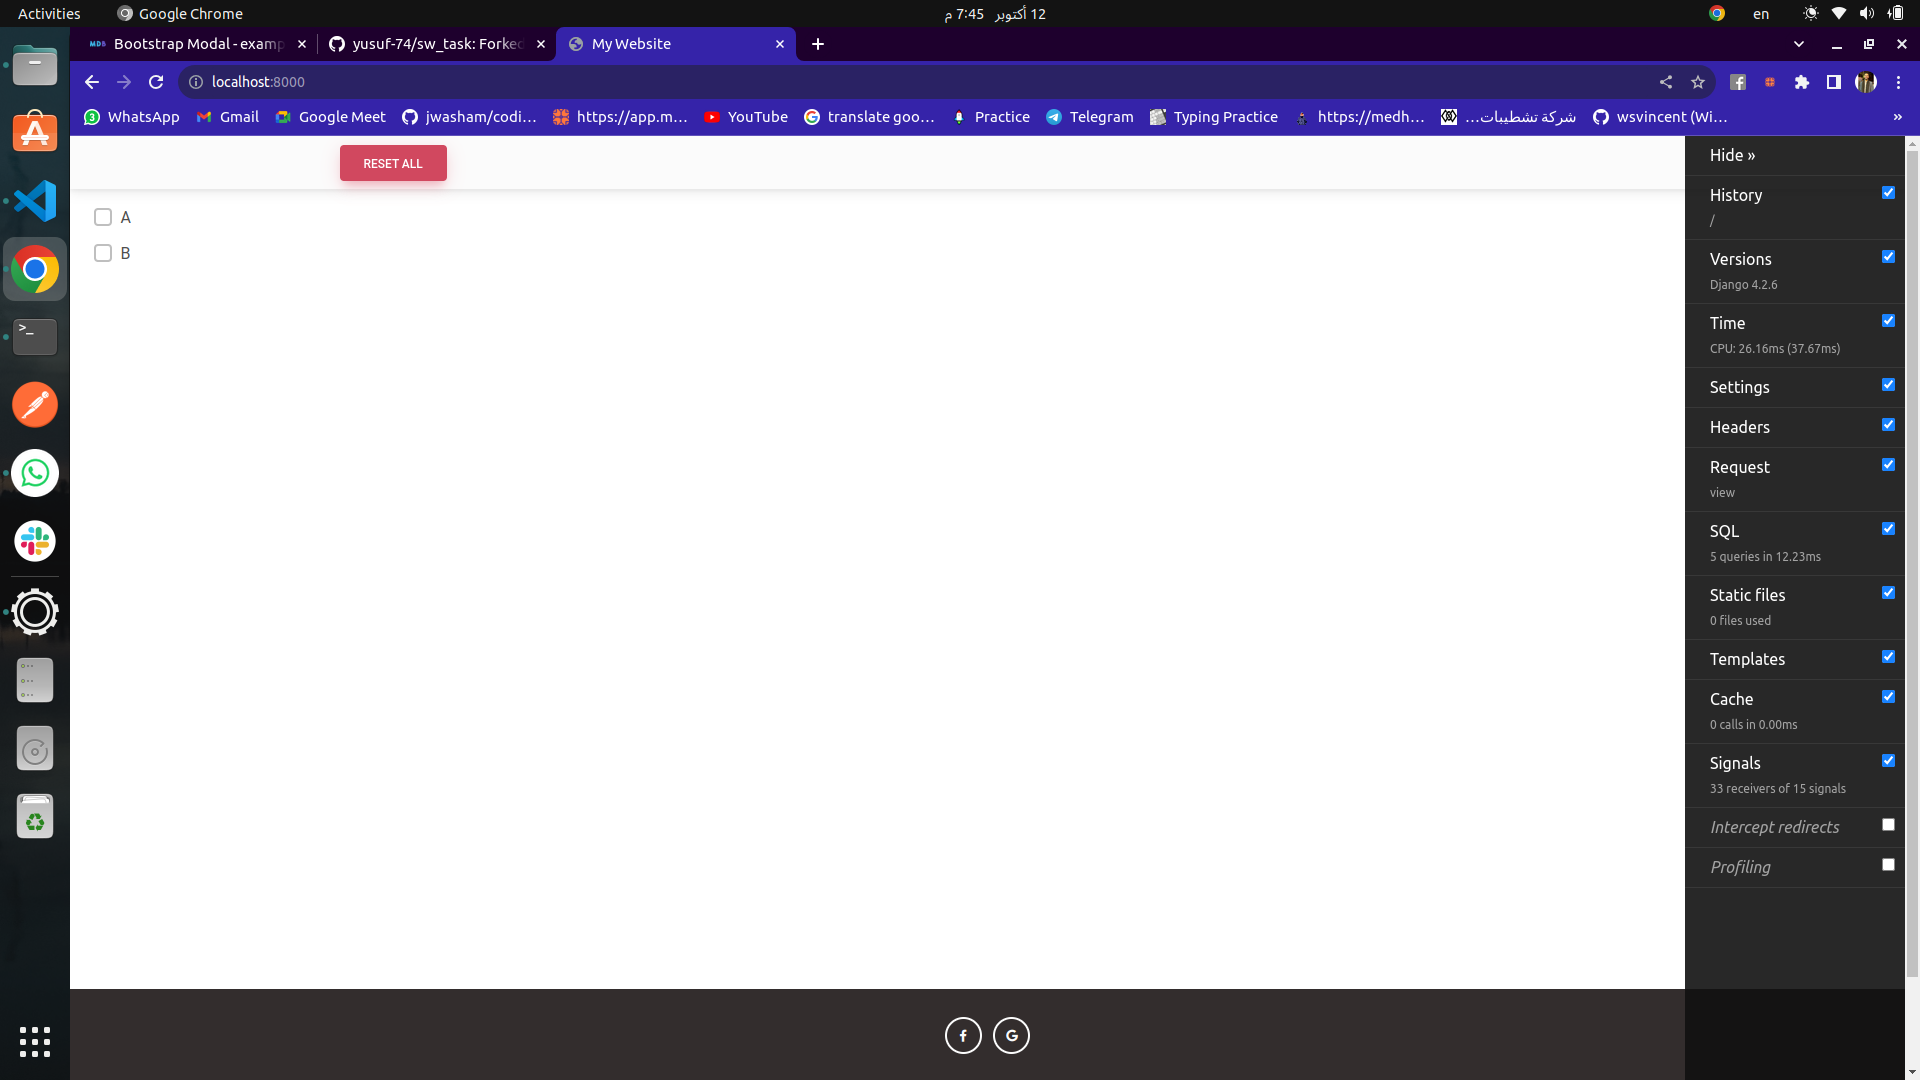 Activities
Google Chrome
12 أكتوبر 7:45 م
en
MDB Bootstrap Modal - examp
yusuf-74/sw_task: Forked
My Website
localhost:8000
WhatsApp
Gmail
Google Meet
jwasham/codi...
https://app.m...
YouTube
translate goo...
Practice
Telegram
Typing Practice
https://medh...
شركة تشطيبات...
wsvincent (Wi...
»
RESET ALL
A
B
Hide »
History
/
Versions
Django 4.2.6
Time
CPU: 26.16ms (37.67ms)
Settings
Headers
Request
view
SQL
5 queries in 12.23ms
Static files
0 files used
Templates
Cache
0 calls in 0.00ms
Signals
33 receivers of 15 signals
Intercept redirects
Profiling